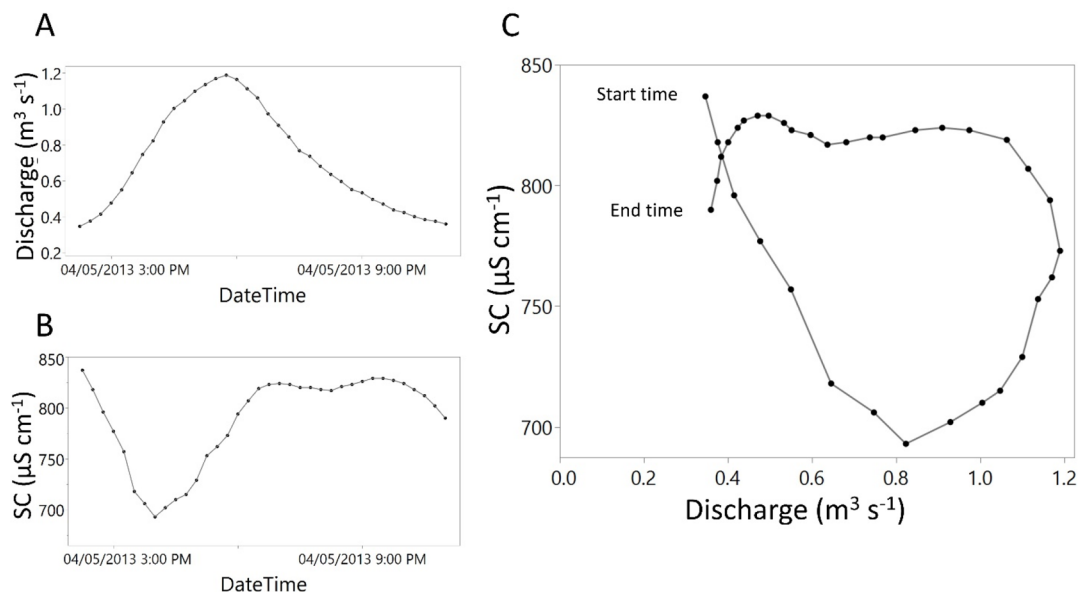 A
Discharge (m³ s⁻¹)
1.2
1.0
0.8
0.6
0.4
0.2
04/05/2013 3:00 PM
04/05/2013 9:00 PM
DateTime
B
SC (µS cm⁻¹)
850
800
750
700
04/05/2013 3:00 PM
04/05/2013 9:00 PM
DateTime
C
SC (µS cm⁻¹)
850
800
750
700
Start time
End time
0.0
0.2
0.4
0.6
0.8
1.0
1.2
Discharge (m³ s⁻¹)